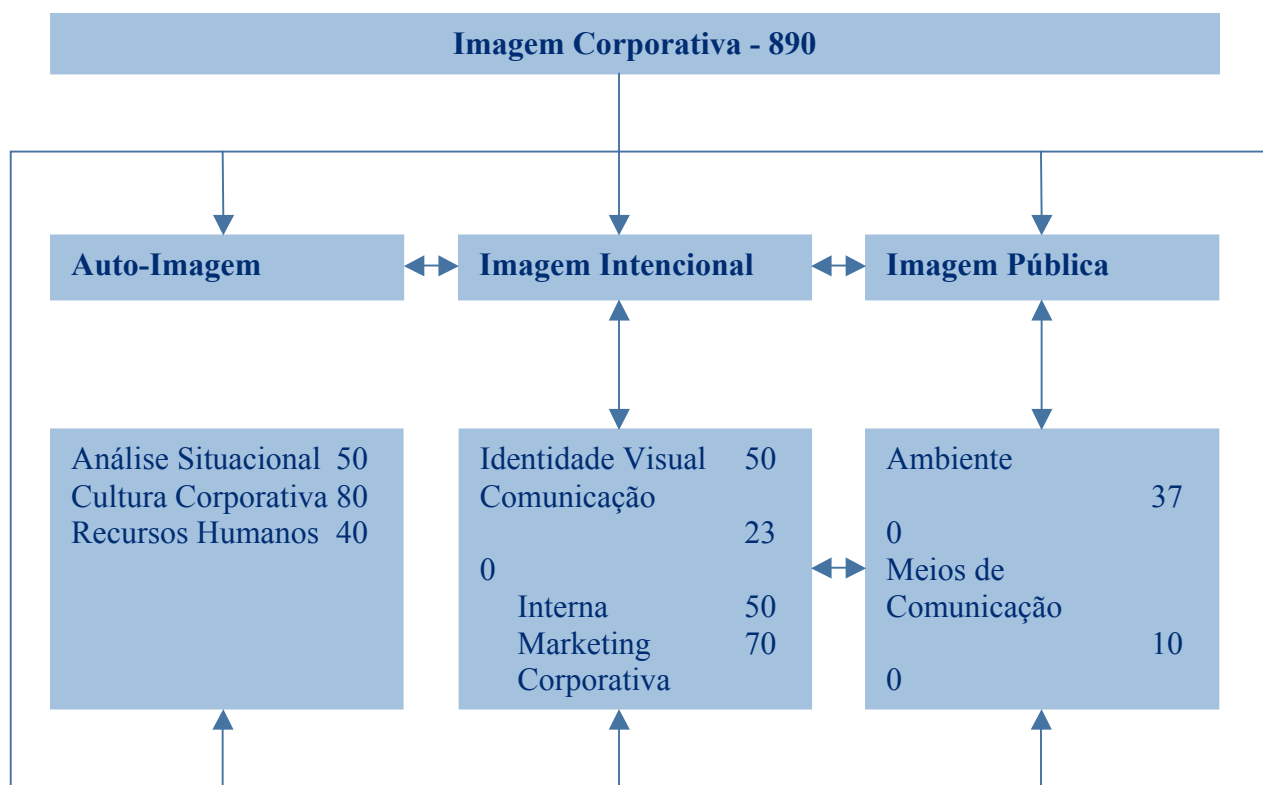 Imagem Corporativa - 890
Auto-Imagem
Imagem Intencional
Imagem Pública
Análise Situacional 50
Cultura Corporativa 80
Recursos Humanos 40
Identidade Visual 50
Comunicação
23
0
Interna 50
Marketing 70
Corporativa
Ambiente
37
0
Meios de
Comunicação
10
0